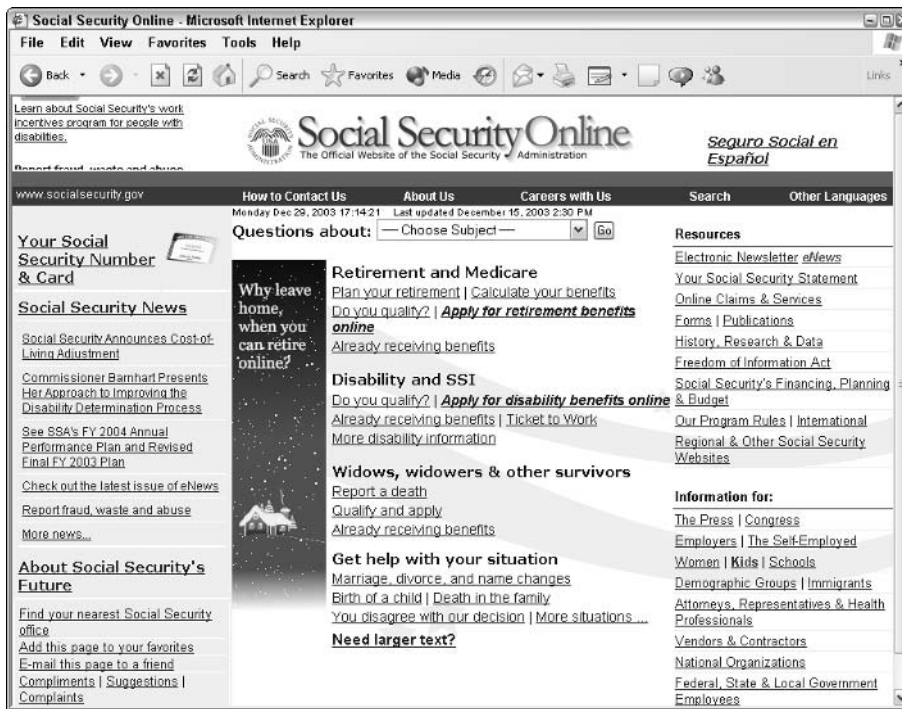 Social Security Online - Microsoft Internet Explorer
File Edit View Favorites Tools Help
Back Search Favorites Media Links
Learn about Social Security's work
incentives program for people with
disabilities.
Report fraud, waste and abuse
SOCIAL SECURITY ADMINISTRATION
USA
Social Security Online
The Official Website of the Social Security Administration
Seguro Social en
Español
www.socialsecurity.gov
How to Contact Us About Us Careers with Us Search Other Languages
Monday Dec 29, 2003 17:14:21 Last updated December 15, 2003 2:30 PM
Questions about: — Choose Subject — Go
Your Social
Security Number
& Card
Social Security News
Social Security Announces Cost-of-
Living Adjustment
Commissioner Barnhart Presents
Her Approach to Improving the
Disability Determination Process
See SSA's FY 2004 Annual
Performance Plan and Revised
Final FY 2003 Plan
Check out the latest issue of eNews
Report fraud, waste and abuse
More news...
About Social Security's
Future
Find your nearest Social Security
office
Add this page to your favorites
E-mail this page to a friend
Compliments | Suggestions |
Complaints
Why leave
home,
when you
can retire
online?
Retirement and Medicare
Plan your retirement | Calculate your benefits
Do you qualify? | Apply for retirement benefits
online
Already receiving benefits
Disability and SSI
Do you qualify? | Apply for disability benefits online
Already receiving benefits | Ticket to Work
More disability information
Widows, widowers & other survivors
Report a death
Qualify and apply
Already receiving benefits
Get help with your situation
Marriage, divorce, and name changes
Birth of a child | Death in the family
You disagree with our decision | More situations ...
Need larger text?
Resources
Electronic Newsletter eNews
Your Social Security Statement
Online Claims & Services
Forms | Publications
History, Research & Data
Freedom of Information Act
Social Security's Financing, Planning
& Budget
Our Program Rules | International
Regional & Other Social Security
Websites
Information for:
The Press | Congress
Employers | The Self-Employed
Women | Kids | Schools
Demographic Groups | Immigrants
Attorneys, Representatives & Health
Professionals
Vendors & Contractors
National Organizations
Federal, State & Local Government
Employees